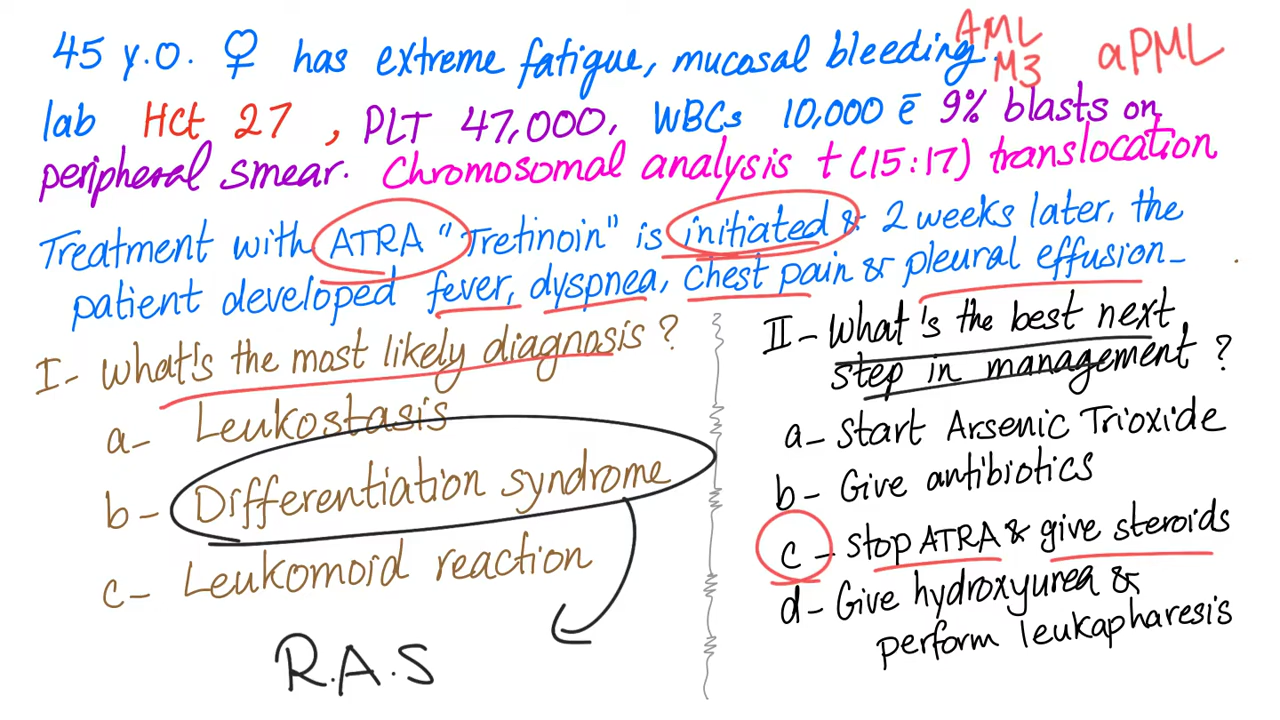 45 y.o. ♀ has extreme fatigue, mucosal bleeding.
AML
M3
aPML
lab Hct 27 , PLT 47,000, WBCs 10,000 c̄ 9% blasts on
peripheral smear. Chromosomal analysis t(15:17) translocation
Treatment with ATRA "Tretinoin" is initiated & 2 weeks later, the
patient developed fever, dyspnea, chest pain & pleural effusion_
I- What's the most likely diagnosis ?
a- Leukostasis
b- Differentiation syndrome
c- Leukomoid reaction
R.A.S
II- What's the best next
step in management ?
a- Start Arsenic Trioxide
b- Give antibiotics
c- stop ATRA & give steroids
d- Give hydroxyurea &
perform leukapharesis